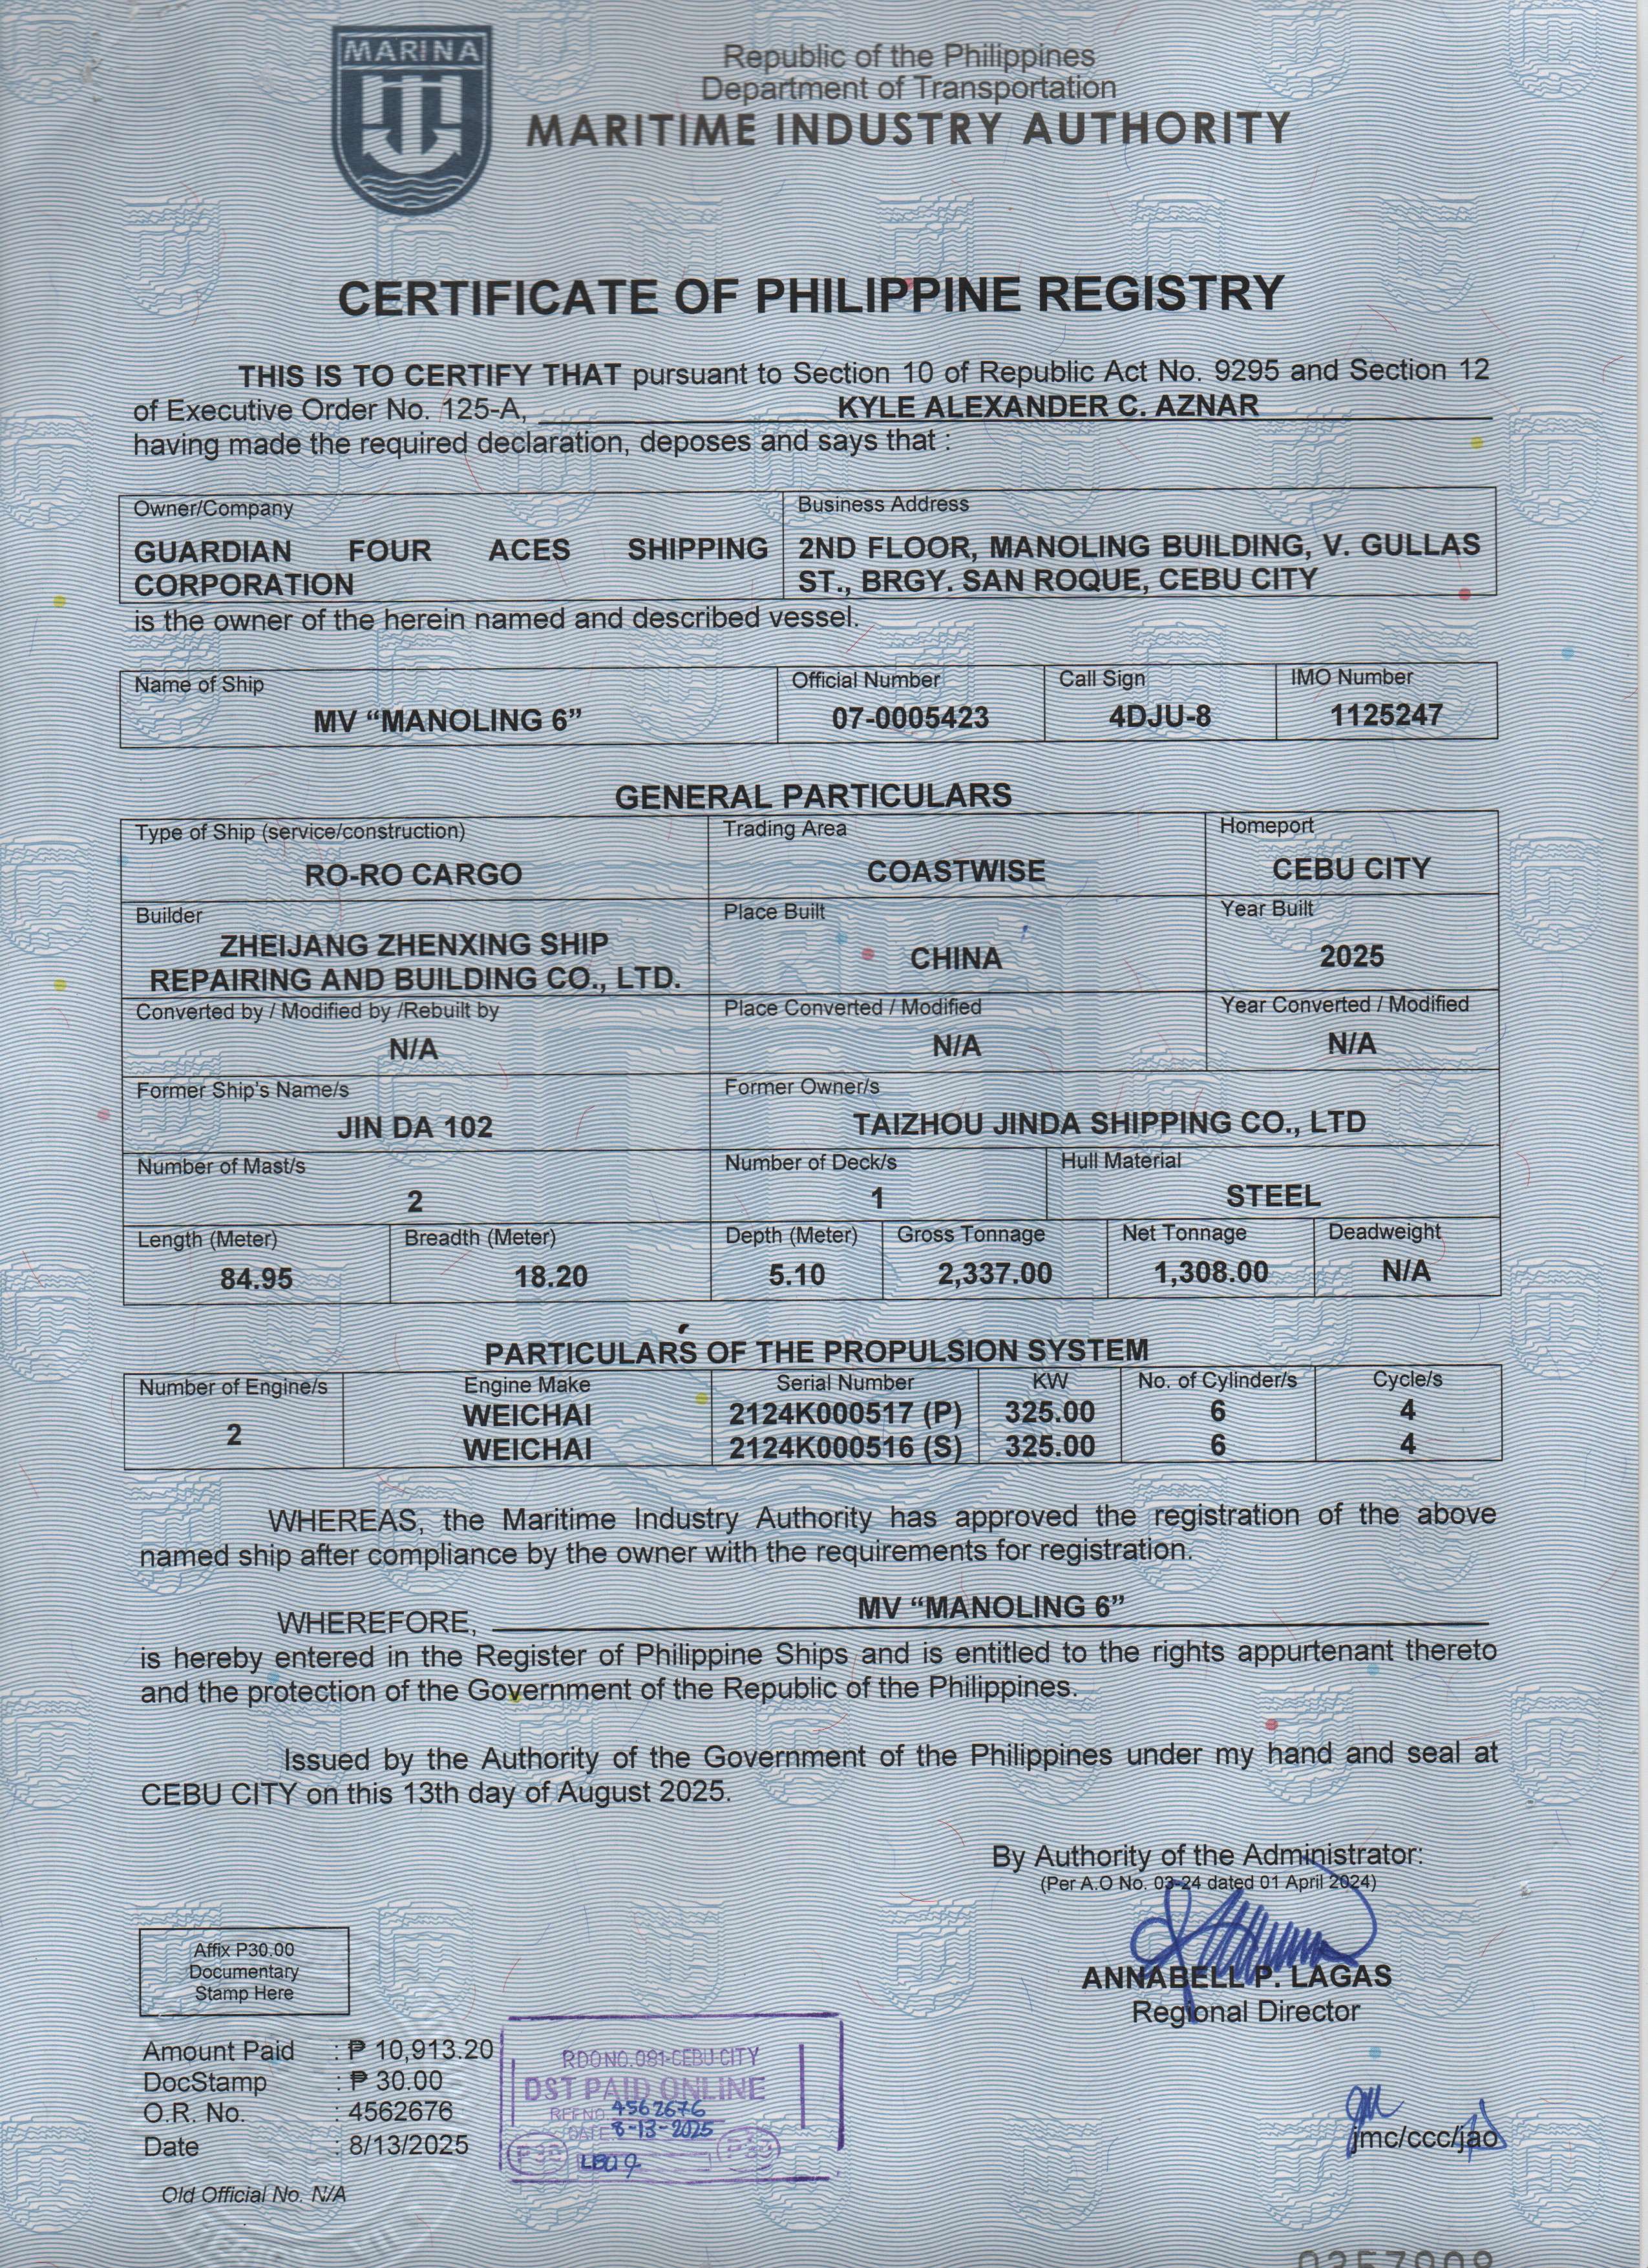 MARINA
Republic of the Philippines
Department of Transportation
MARITIME INDUSTRY AUTHORITY
CERTIFICATE OF PHILIPPINE REGISTRY
THIS IS TO CERTIFY THAT pursuant to Section 10 of Republic Act No. 9295 and Section 12
of Executive Order No. 125-A, KYLE ALEXANDER C. AZNAR
having made the required declaration, deposes and says that :
Owner/Company Business Address
GUARDIAN FOUR ACES SHIPPING 2ND FLOOR, MANOLING BUILDING, V. GULLAS
CORPORATION ST., BRGY. SAN ROQUE, CEBU CITY
is the owner of the herein named and described vessel.
Name of Ship Official Number Call Sign IMO Number
MV “MANOLING 6” 07-0005423 4DJU-8 1125247
GENERAL PARTICULARS
Type of Ship (service/construction) Trading Area Homeport
RO-RO CARGO COASTWISE CEBU CITY
Builder Place Built Year Built
ZHEIJANG ZHENXING SHIP
REPAIRING AND BUILDING CO., LTD. CHINA 2025
Converted by / Modified by /Rebuilt by Place Converted / Modified Year Converted / Modified
N/A N/A N/A
Former Ship's Name/s Former Owner/s
JIN DA 102 TAIZHOU JINDA SHIPPING CO., LTD
Number of Mast/s Number of Deck/s Hull Material
2 1 STEEL
Length (Meter) Breadth (Meter) Depth (Meter) Gross Tonnage Net Tonnage Deadweight
84.95 18.20 5.10 2,337.00 1,308.00 N/A
PARTICULARS OF THE PROPULSION SYSTEM
Number of Engine/s Engine Make Serial Number KW No. of Cylinder/s Cycle/s
2 WEICHAI 2124K000517 (P) 325.00 6 4
WEICHAI 2124K000516 (S) 325.00 6 4
WHEREAS, the Maritime Industry Authority has approved the registration of the above
named ship after compliance by the owner with the requirements for registration.
WHEREFORE, MV “MANOLING 6”
is hereby entered in the Register of Philippine Ships and is entitled to the rights appurtenant thereto
and the protection of the Government of the Republic of the Philippines.
Issued by the Authority of the Government of the Philippines under my hand and seal at
CEBU CITY on this 13th day of August 2025.
By Authority of the Administrator:
(Per A.O No. 03-24 dated 01 April 2024)
ANNABELL P. LAGAS
Regional Director
Affix P30.00
Documentary
Stamp Here
Amount Paid : ₱ 10,913.20
DocStamp : ₱ 30.00
O.R. No. : 4562676
Date : 8/13/2025
Old Official No. N/A
RDO NO. 081-CEBU CITY
DST PAID ONLINE
REF NO. 4562676
DATE: 8-13-2025
P30 P30
jmc/ccc/jao